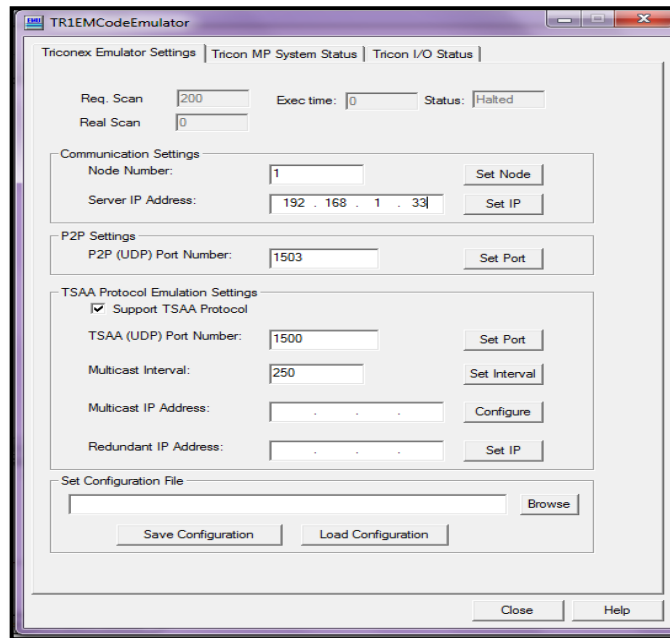 EMU TR1EMCodeEmulator
Triconex Emulator Settings Tricon MP System Status Tricon I/O Status
Req. Scan 200 Exec time: 0 Status: Halted
Real Scan 0
Communication Settings
Node Number: 1 Set Node
Server IP Address: 192 . 168 . 1 . 33 Set IP
P2P Settings
P2P (UDP) Port Number: 1503 Set Port
TSAA Protocol Emulation Settings
Support TSAA Protocol
TSAA (UDP) Port Number: 1500 Set Port
Multicast Interval: 250 Set Interval
Multicast IP Address: . . . Configure
Redundant IP Address: . . . Set IP
Set Configuration File
Browse
Save Configuration Load Configuration
Close Help